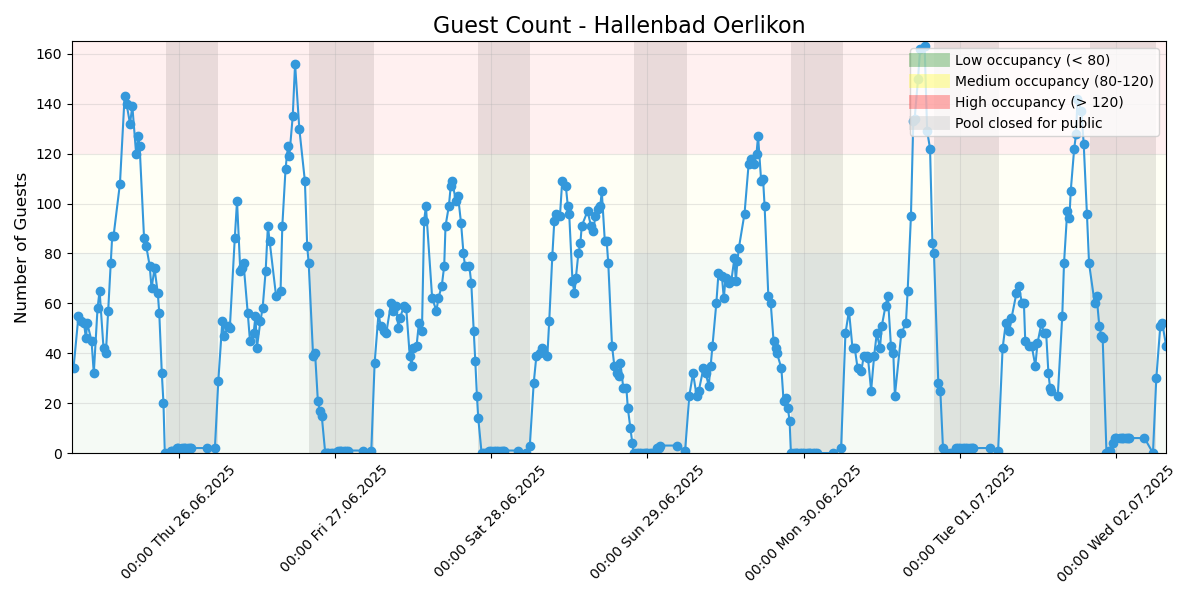 Guest Count - Hallenbad Oerlikon
Number of Guests
160
140
120
100
80
60
40
20
0
Low occupancy (< 80)
Medium occupancy (80-120)
High occupancy (> 120)
Pool closed for public
00:00 Thu 26.06.2025
00:00 Fri 27.06.2025
00:00 Sat 28.06.2025
00:00 Sun 29.06.2025
00:00 Mon 30.06.2025
00:00 Tue 01.07.2025
00:00 Wed 02.07.2025